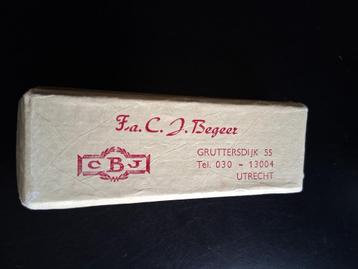 Fa. C. J. Begeer
CBJ
GRUTTERSDIJK 55
Tel. 030 - 13004
UTRECHT